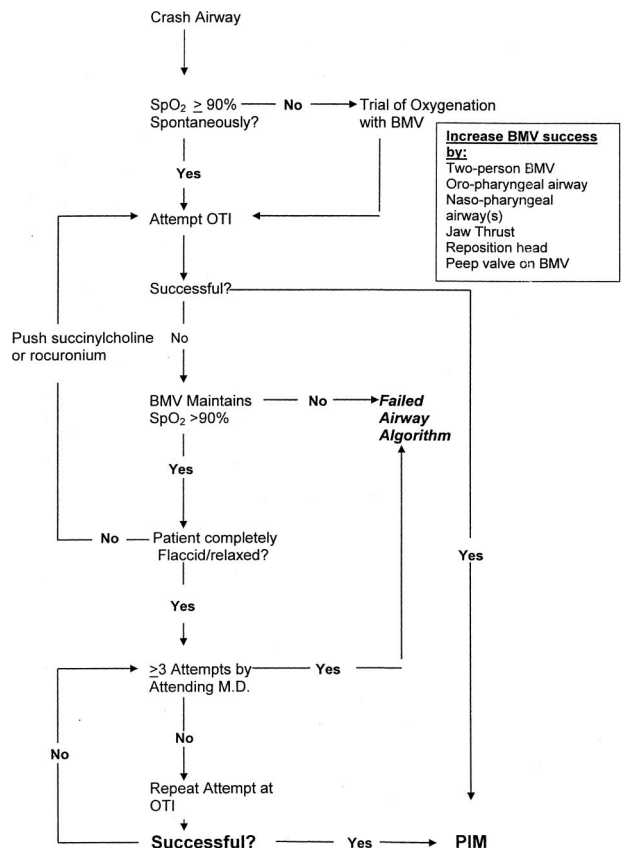 Crash Airway
SpO₂ ≥ 90%
Spontaneously?
No
Trial of Oxygenation
with BMV
Increase BMV success
by:
Two-person BMV
Oro-pharyngeal airway
Naso-pharyngeal
airway(s)
Jaw Thrust
Reposition head
Peep valve on BMV
Yes
Attempt OTI
Successful?
Push succinylcholine
or rocuronium
No
BMV Maintains
SpO₂ >90%
No
Failed
Airway
Algorithm
Yes
No
Patient completely
Flaccid/relaxed?
Yes
Yes
≥3 Attempts by
Attending M.D.
Yes
No
No
Repeat Attempt at
OTI
Successful?
Yes
PIM